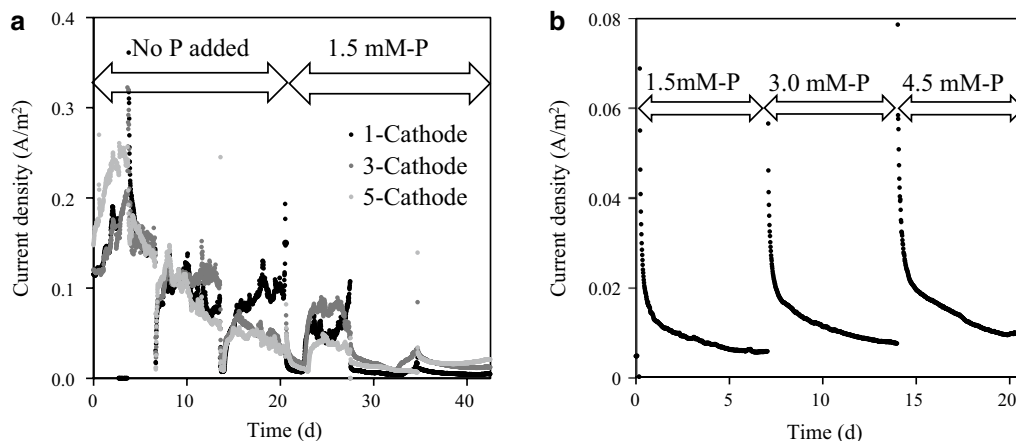 a
No P added
1.5 mM-P
1-Cathode
3-Cathode
5-Cathode
Current density (A/m²)
0.4
0.3
0.2
0.1
0.0
0
10
20
30
40
Time (d)
b
1.5mM-P
3.0 mM-P
4.5 mM-P
Current density (A/m²)
0.08
0.06
0.04
0.02
0
0
5
10
15
20
Time (d)